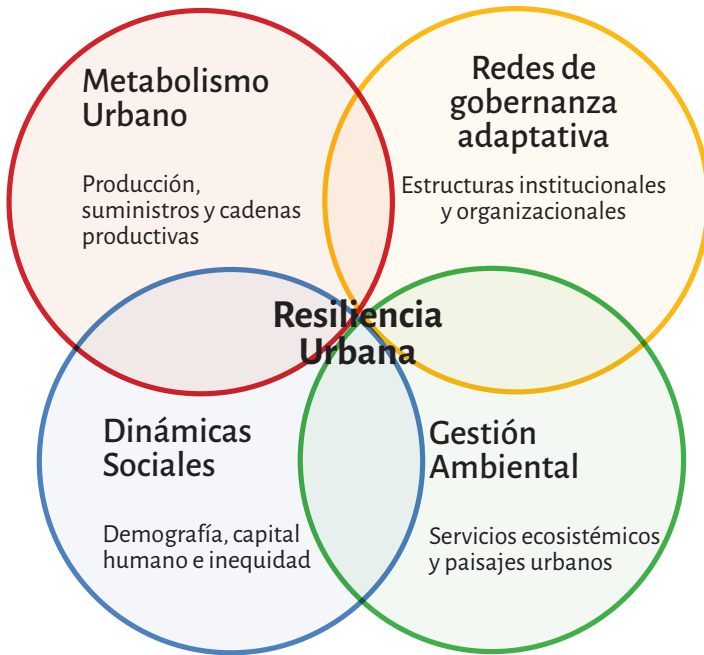 Metabolismo
Urbano
Producción,
suministros y cadenas
productivas
Redes de
gobernanza
adaptativa
Estructuras institucionales
y organizacionales
Resiliencia
Urbana
Dinámicas
Sociales
Demografía, capital
humano e inequidad
Gestión
Ambiental
Servicios ecosistémicos
y paisajes urbanos